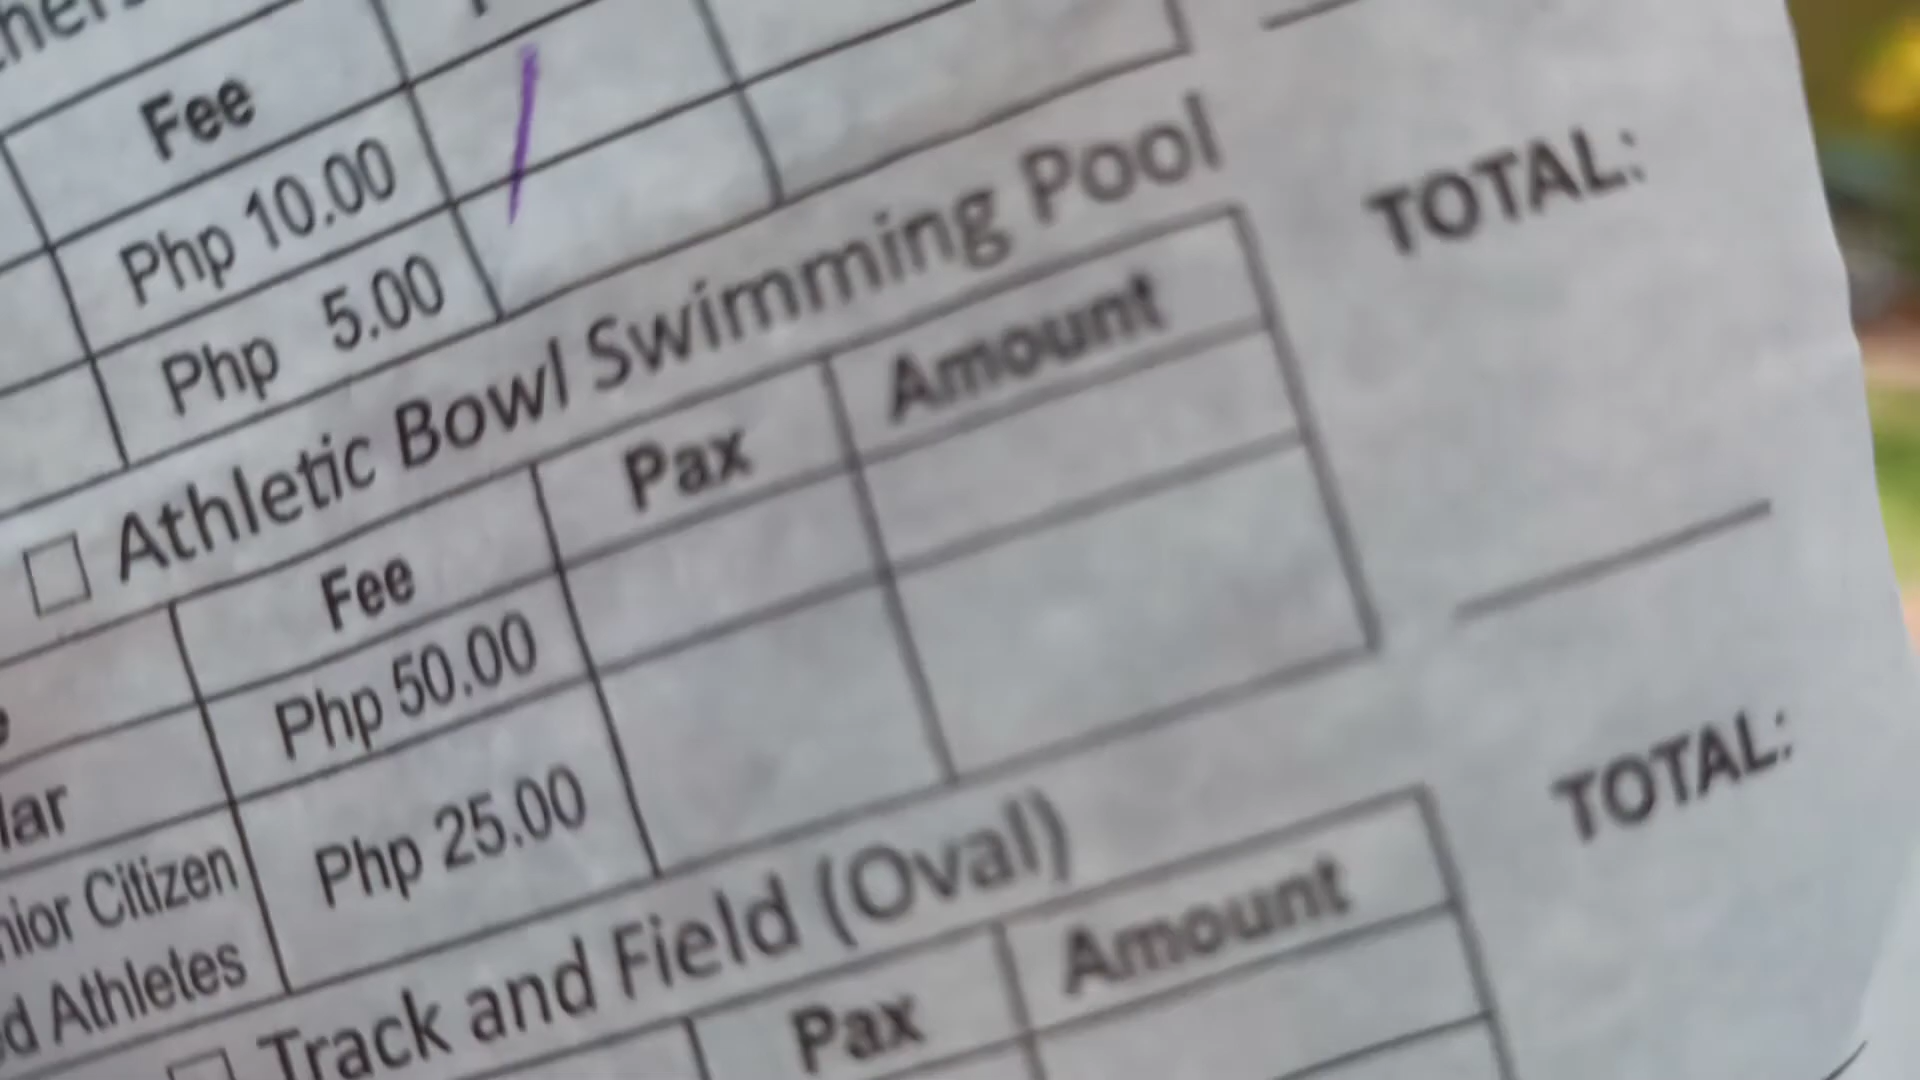 Fee
Php 10.00
Php 5.00
Athletic Bowl Swimming Pool
TOTAL:
Fee Pax Amount
Php 50.00
Php 25.00
Citizen
Athletes
Track and Field (Oval)
TOTAL:
Pax Amount